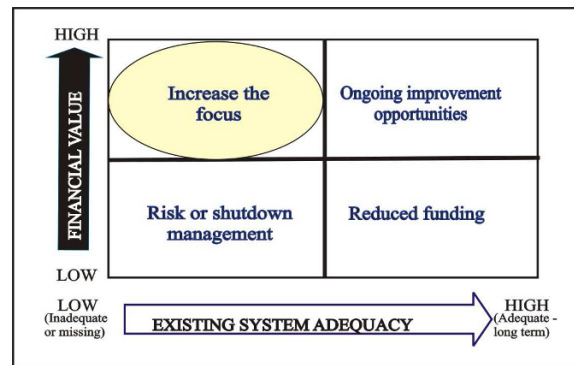 HIGH
FINANCIAL VALUE
LOW
Increase the
focus
Ongoing improvement
opportunities
Risk or shutdown
management
Reduced funding
LOW
(Inadequate
or missing)
EXISTING SYSTEM ADEQUACY
HIGH
(Adequate -
long term)